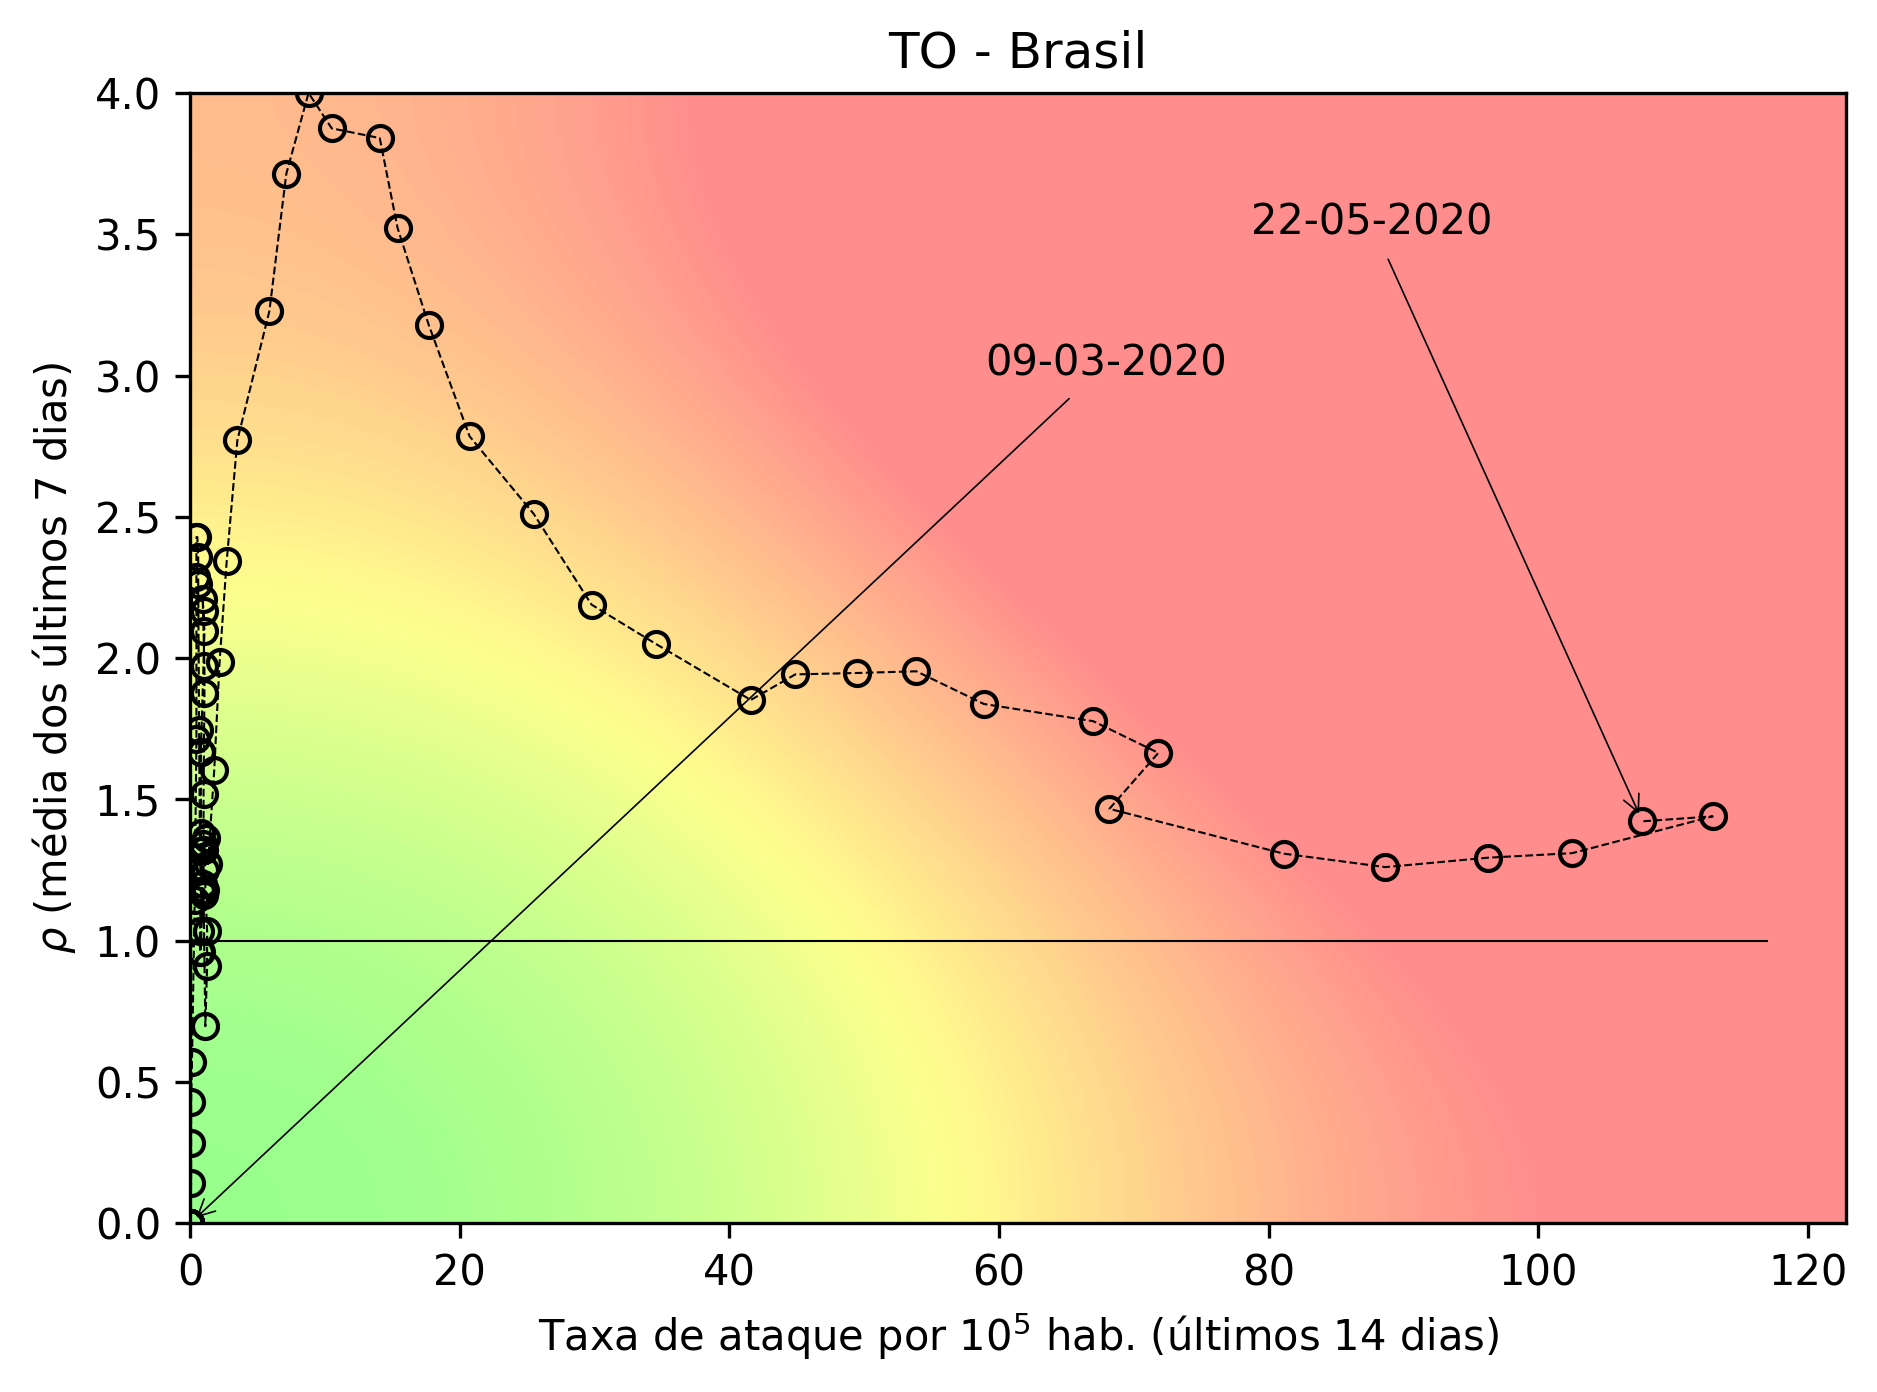 TO - Brasil
4.0
3.5
3.0
2.5
2.0
1.5
1.0
0.5
0.0
ρ (média dos últimos 7 dias)
22-05-2020
09-03-2020
0 20 40 60 80 100 120
Taxa de ataque por 10⁵ hab. (últimos 14 dias)